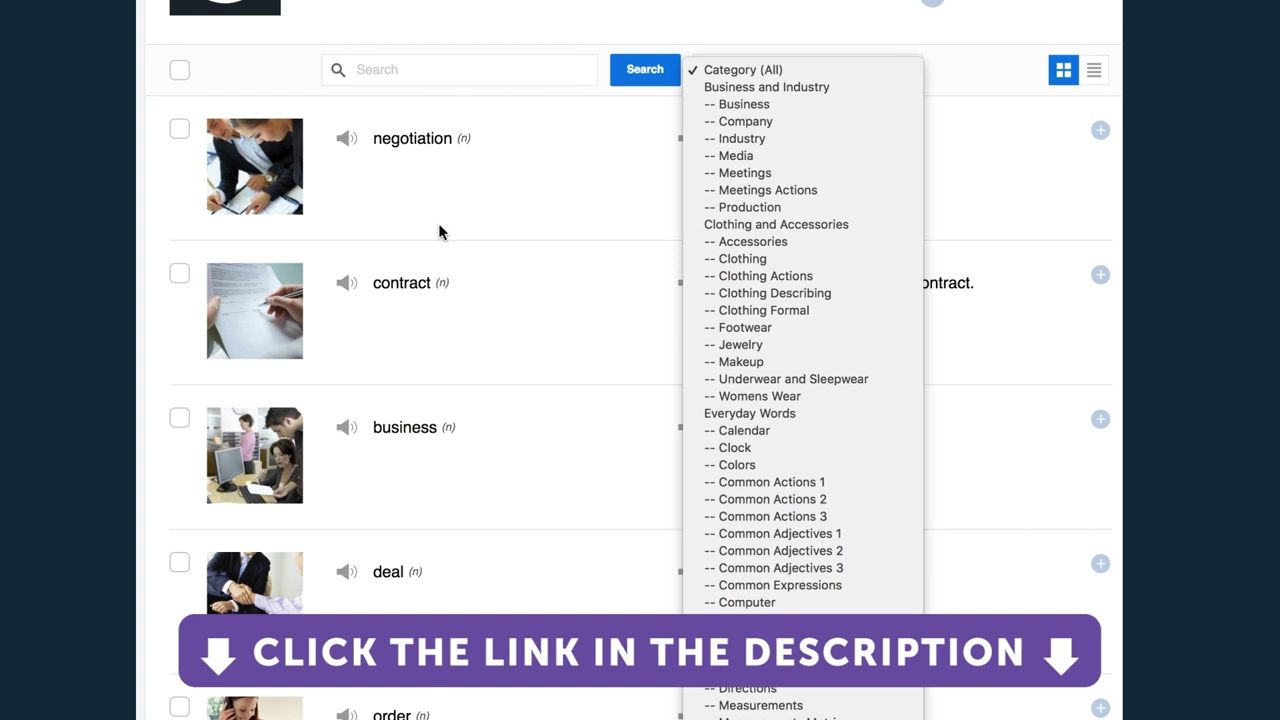 Search
Search
✓ Category (All)
Business and Industry
-- Business
-- Company
negotiation (n)
-- Industry
-- Media
-- Meetings
-- Meetings Actions
-- Production
Clothing and Accessories
-- Accessories
-- Clothing
-- Clothing Actions
contract (n)
ontract.
-- Clothing Describing
-- Clothing Formal
-- Footwear
-- Jewelry
-- Makeup
-- Underwear and Sleepwear
-- Womens Wear
Everyday Words
business (n)
-- Calendar
-- Clock
-- Colors
-- Common Actions 1
-- Common Actions 2
-- Common Actions 3
-- Common Adjectives 1
-- Common Adjectives 2
deal (n)
-- Common Adjectives 3
-- Common Expressions
-- Computer
CLICK THE LINK IN THE DESCRIPTION
-- Directions
-- Measurements
order (n)